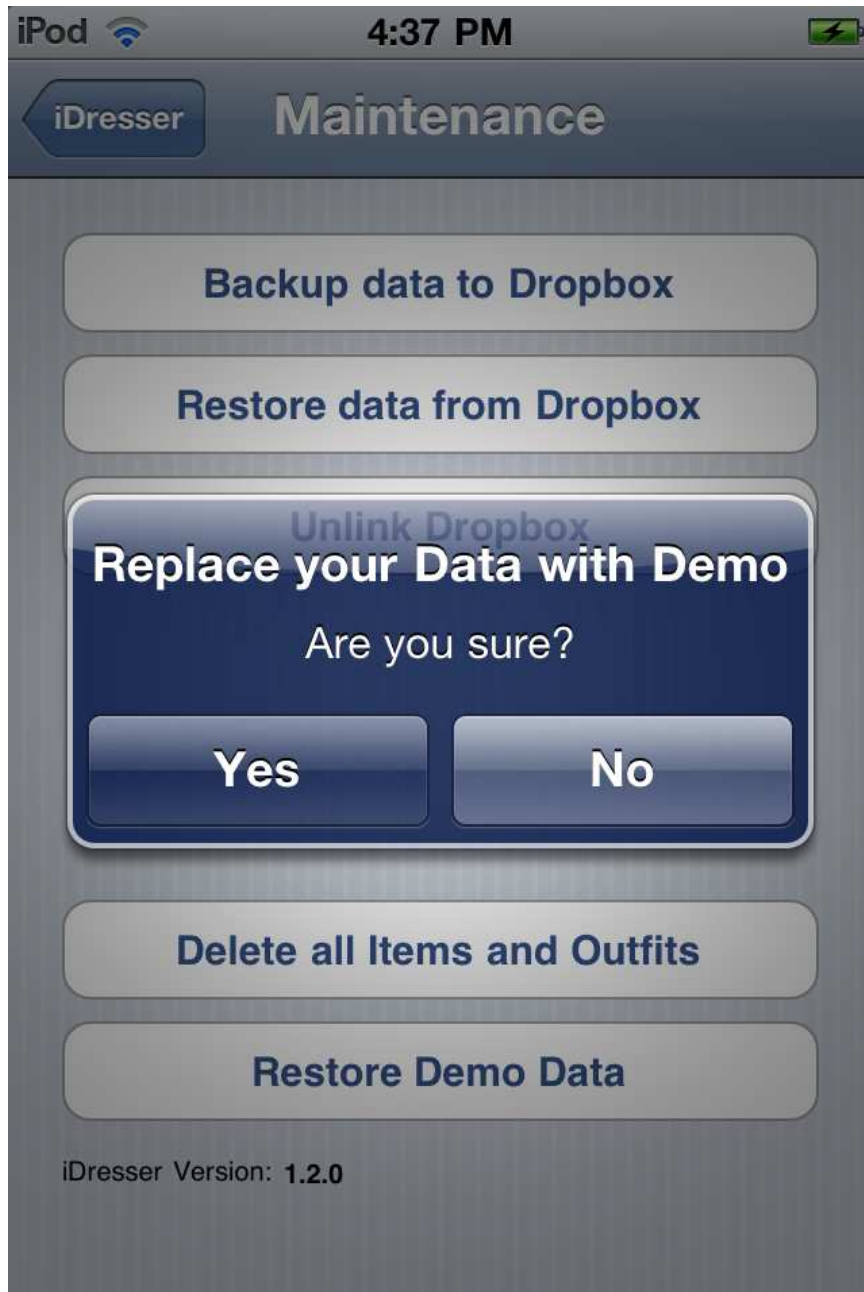 iPod 4:37 PM
iDresser Maintenance
Backup data to Dropbox
Restore data from Dropbox
Unlink Dropbox
Replace your Data with Demo
Are you sure?
Yes No
Delete all Items and Outfits
Restore Demo Data
iDresser Version: 1.2.0